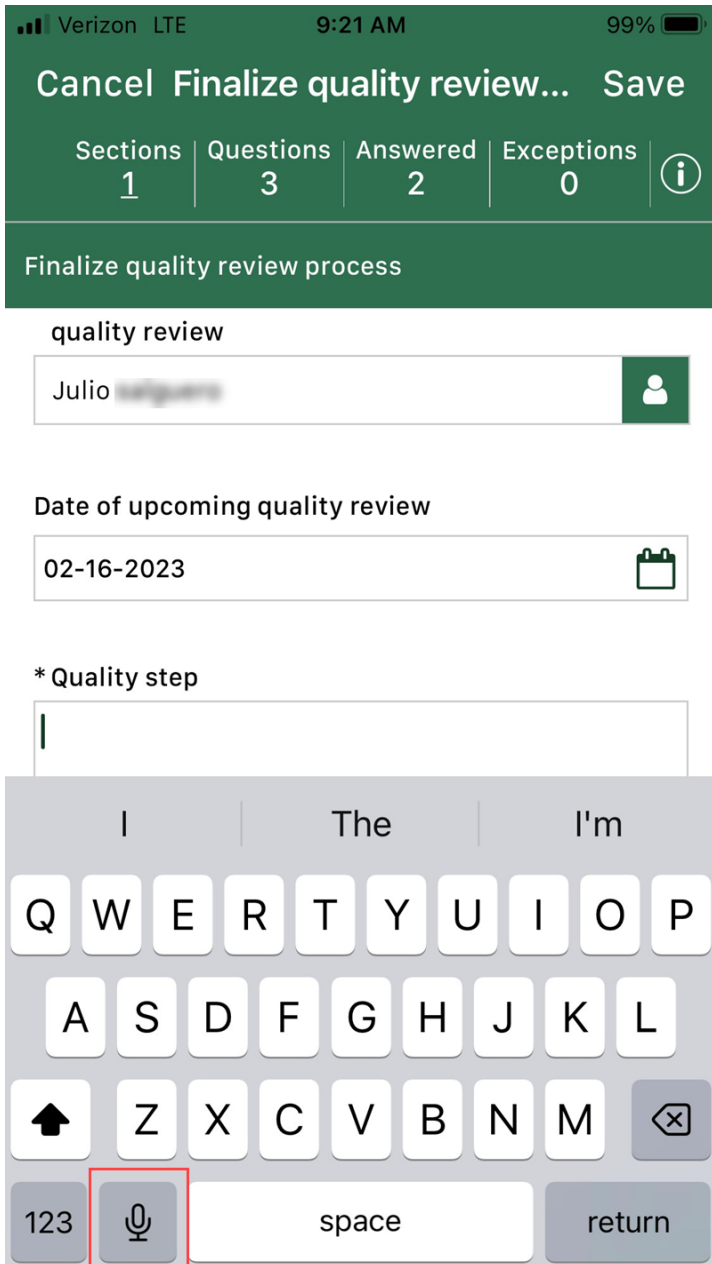 Verizon LTE 9:21 AM 99%
Cancel Finalize quality review... Save
Sections Questions Answered Exceptions
1 3 2 0
Finalize quality review process
quality review
Julio
Date of upcoming quality review
02-16-2023
* Quality step
I The I'm
Q W E R T Y U I O P
A S D F G H J K L
Z X C V B N M
123 space return